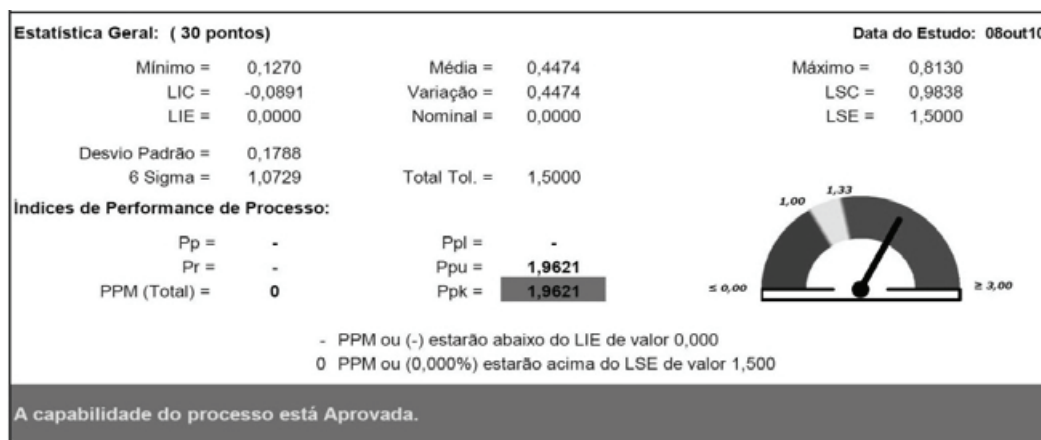 Estatística Geral: ( 30 pontos) Data do Estudo: 08out10
Mínimo = 0,1270 Média = 0,4474 Máximo = 0,8130
LIC = -0,0891 Variação = 0,4474 LSC = 0,9838
LIE = 0,0000 Nominal = 0,0000 LSE = 1,5000
Desvio Padrão = 0,1788
6 Sigma = 1,0729 Total Tol. = 1,5000
Índices de Performance de Processo:
1,00 1,33
Pp = - Ppl = -
Pr = - Ppu = 1,9621
PPM (Total) = 0 Ppk = 1,9621
≤ 0,00 ≥ 3,00
- PPM ou (-) estarão abaixo do LIE de valor 0,000
0 PPM ou (0,000%) estarão acima do LSE de valor 1,500
A capabilidade do processo está Aprovada.